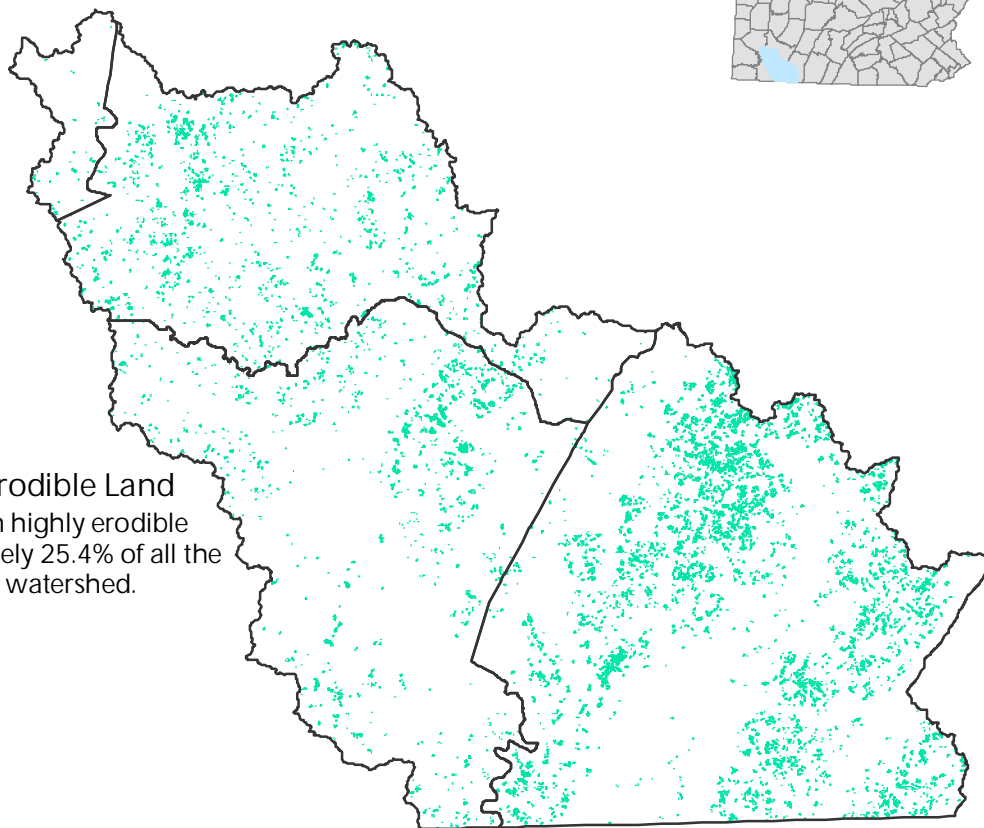 rodible Land
n highly erodible
ely 25.4% of all the
watershed.